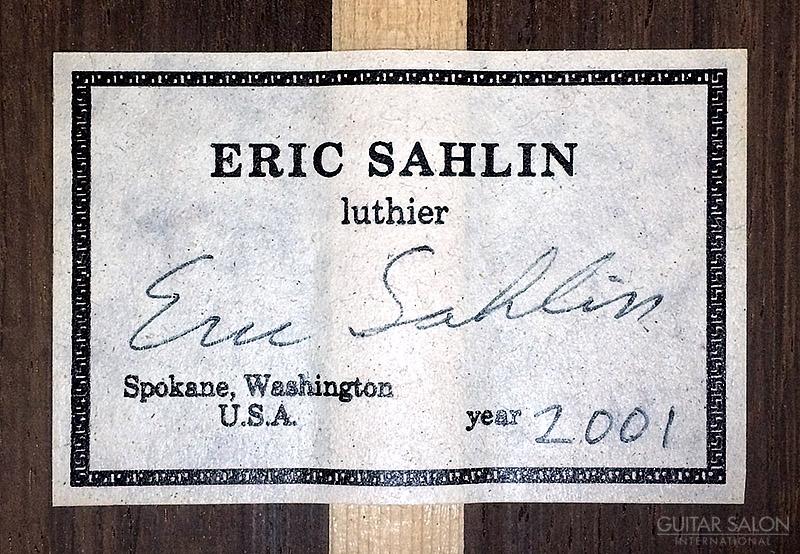 ERIC SAHLIN
luthier
Eric Sahlin
Spokane, Washington
U.S.A.
year 2001
GUITAR SALON
INTERNATIONAL